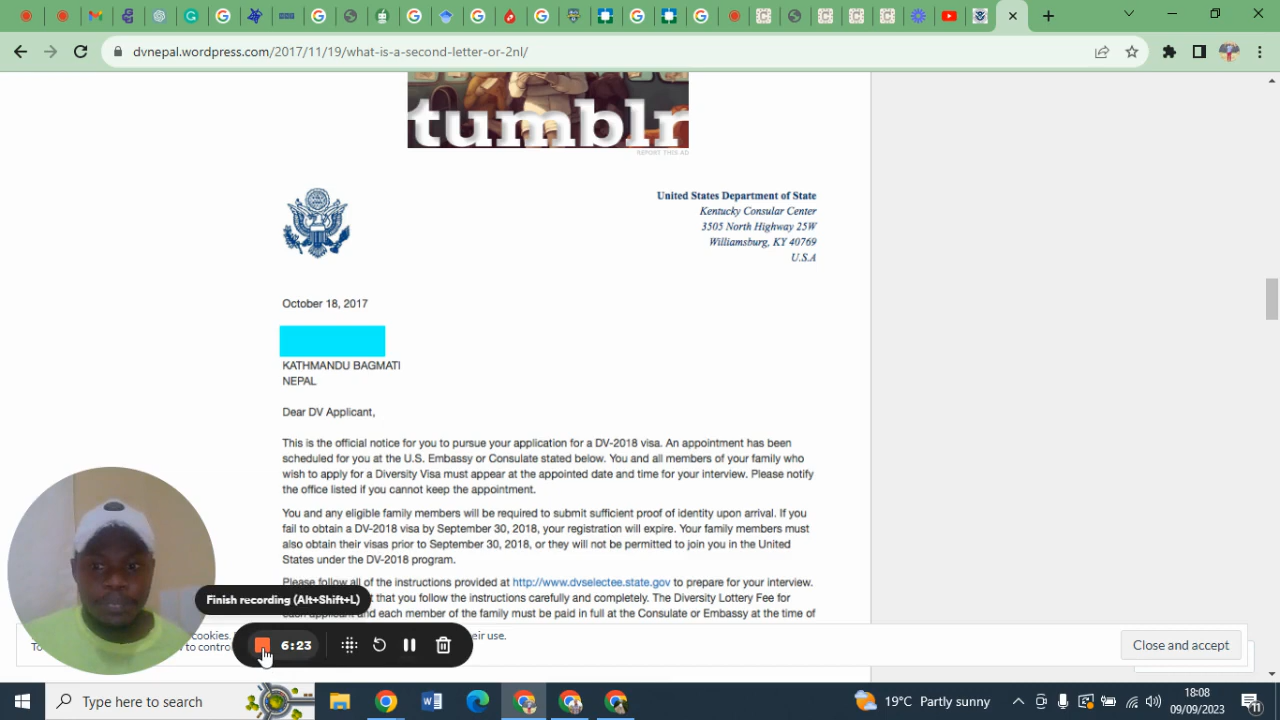 dvnepal.wordpress.com/2017/11/19/what-is-a-second-letter-or-2nl/
tumblr
REPORT THIS AD
United States Department of State
Kentucky Consular Center
3505 North Highway 25W
Williamsburg, KY 40769
U.S.A
October 18, 2017
KATHMANDU BAGMATI
NEPAL
Dear DV Applicant,
This is the official notice for you to pursue your application for a DV-2018 visa. An appointment has been
scheduled for you at the U.S. Embassy or Consulate stated below. You and all members of your family who
wish to apply for a Diversity Visa must appear at the appointed date and time for your interview. Please notify
the office listed if you cannot keep the appointment.
You and any eligible family members will be required to submit sufficient proof of identity upon arrival. If you
fail to obtain a DV-2018 visa by September 30, 2018, your registration will expire. Your family members must
also obtain their visas prior to September 30, 2018, or they will not be permitted to join you in the United
States under the DV-2018 program.
Please follow all of the instructions provided at http://www.dvselectee.state.gov to prepare for your interview.
that you follow the instructions carefully and completely. The Diversity Lottery Fee for
and each member of the family must be paid in full at the Consulate or Embassy at the time of
Finish recording (Alt+Shift+L)
cookies.
their use.
To
Close and accept
6:23
Type here to search
19°C Partly sunny
18:08
09/09/2023
11